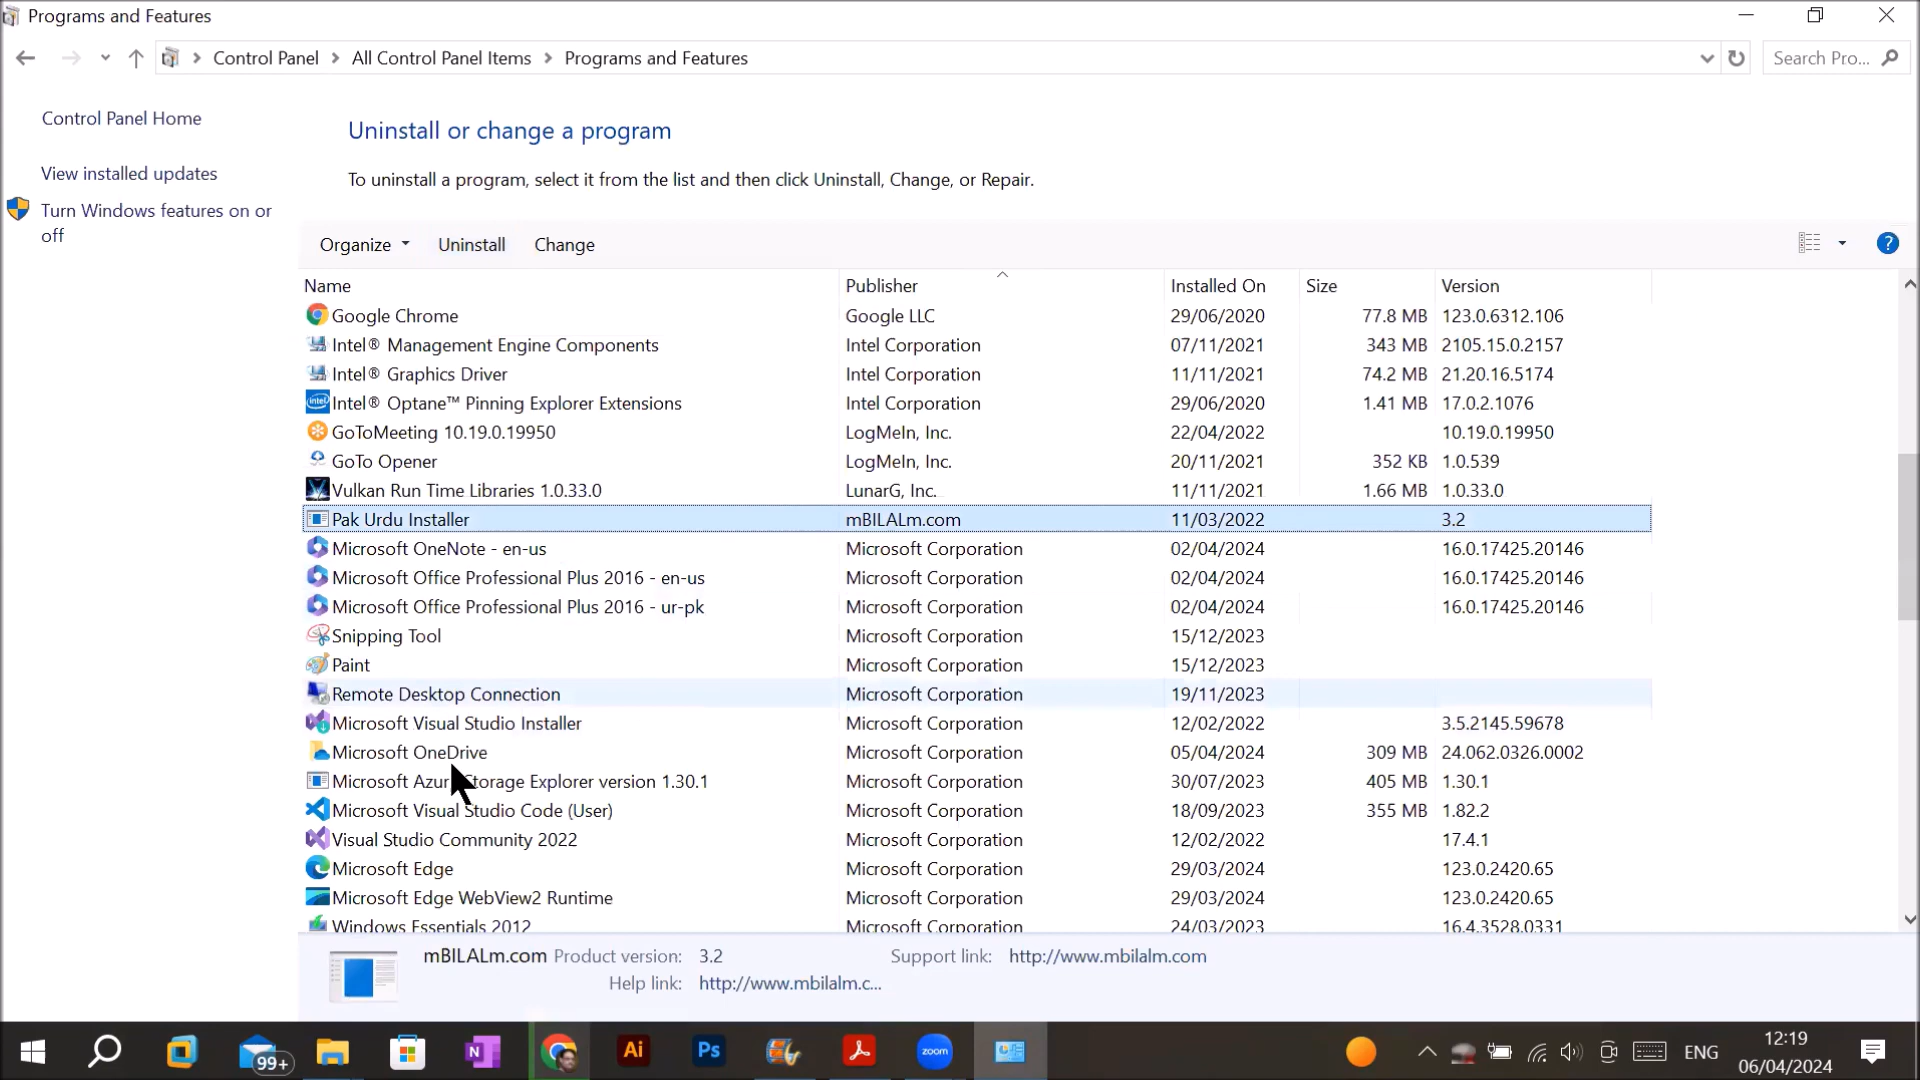 Programs and Features
Control Panel All Control Panel Items Programs and Features Search Pro...
Control Panel Home
View installed updates
Turn Windows features on or
off
Uninstall or change a program
To uninstall a program, select it from the list and then click Uninstall, Change, or Repair.
Organize Uninstall Change
Name Publisher Installed On Size Version
Google Chrome Google LLC 29/06/2020 77.8 MB 123.0.6312.106
Intel® Management Engine Components Intel Corporation 07/11/2021 343 MB 2105.15.0.2157
Intel® Graphics Driver Intel Corporation 11/11/2021 74.2 MB 21.20.16.5174
Intel® Optane™ Pinning Explorer Extensions Intel Corporation 29/06/2020 1.41 MB 17.0.2.1076
GoToMeeting 10.19.0.19950 LogMeIn, Inc. 22/04/2022 10.19.0.19950
GoTo Opener LogMeIn, Inc. 20/11/2021 352 KB 1.0.539
Vulkan Run Time Libraries 1.0.33.0 LunarG, Inc. 11/11/2021 1.66 MB 1.0.33.0
Pak Urdu Installer mBILALm.com 11/03/2022 3.2
Microsoft OneNote - en-us Microsoft Corporation 02/04/2024 16.0.17425.20146
Microsoft Office Professional Plus 2016 - en-us Microsoft Corporation 02/04/2024 16.0.17425.20146
Microsoft Office Professional Plus 2016 - ur-pk Microsoft Corporation 02/04/2024 16.0.17425.20146
Snipping Tool Microsoft Corporation 15/12/2023
Paint Microsoft Corporation 15/12/2023
Remote Desktop Connection Microsoft Corporation 19/11/2023
Microsoft Visual Studio Installer Microsoft Corporation 12/02/2022 3.5.2145.59678
Microsoft OneDrive Microsoft Corporation 05/04/2024 309 MB 24.062.0326.0002
Microsoft Azure Storage Explorer version 1.30.1 Microsoft Corporation 30/07/2023 405 MB 1.30.1
Microsoft Visual Studio Code (User) Microsoft Corporation 18/09/2023 355 MB 1.82.2
Visual Studio Community 2022 Microsoft Corporation 12/02/2022 17.4.1
Microsoft Edge Microsoft Corporation 29/03/2024 123.0.2420.65
Microsoft Edge WebView2 Runtime Microsoft Corporation 29/03/2024 123.0.2420.65
Windows Essentials 2012 Microsoft Corporation 24/03/2023 16.4.3528.0331
mBILALm.com Product version: 3.2 Support link: http://www.mbilalm.com
Help link: http://www.mbilalm.c...
99+ Ai Ps zoom ENG 12:19
06/04/2024